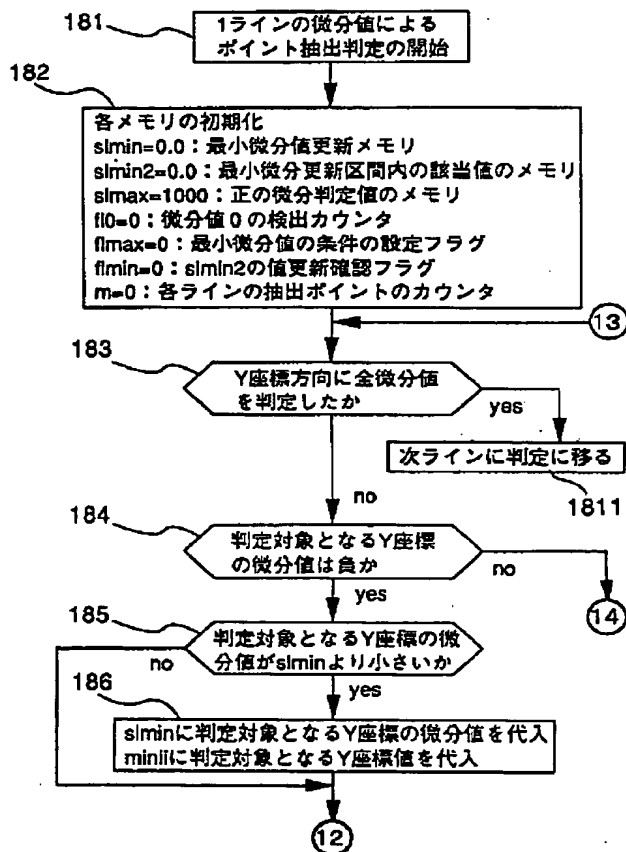 181
1ラインの微分値による
ポイント抽出判定の開始
182
各メモリの初期化
slmin=0.0：最小微分値更新メモリ
slmin2=0.0：最小微分更新区間内の該当値のメモリ
slmax=1000：正の微分判定値のメモリ
fl0=0：微分値0の検出カウンタ
flmax=0：最小微分値の条件の設定フラグ
flmin=0：slmin2の値更新確認フラグ
m=0：各ラインの抽出ポイントのカウンタ
13
183
Y座標方向に全微分値
を判定したか
yes
次ラインに判定に移る
1811
no
184
判定対象となるY座標
の微分値は負か
no
14
yes
185
判定対象となるY座標の微
分値がslminより小さいか
no
yes
186
slminに判定対象となるY座標の微分値を代入
miniiに判定対象となるY座標値を代入
12